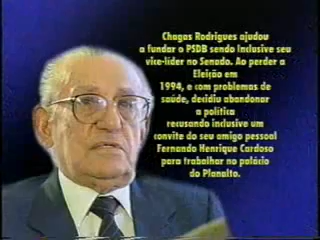 Chagas Rodrigues ajudou
a fundar o PSDB sendo inclusive seu
vice-líder no Senado. Ao perder a
Eleição em
1994, e com problemas de
saúde, decidiu abandonar
a política
recusando inclusive um
convite do seu amigo pessoal
Fernando Henrique Cardoso
para trabalhar no palácio
do Planalto.